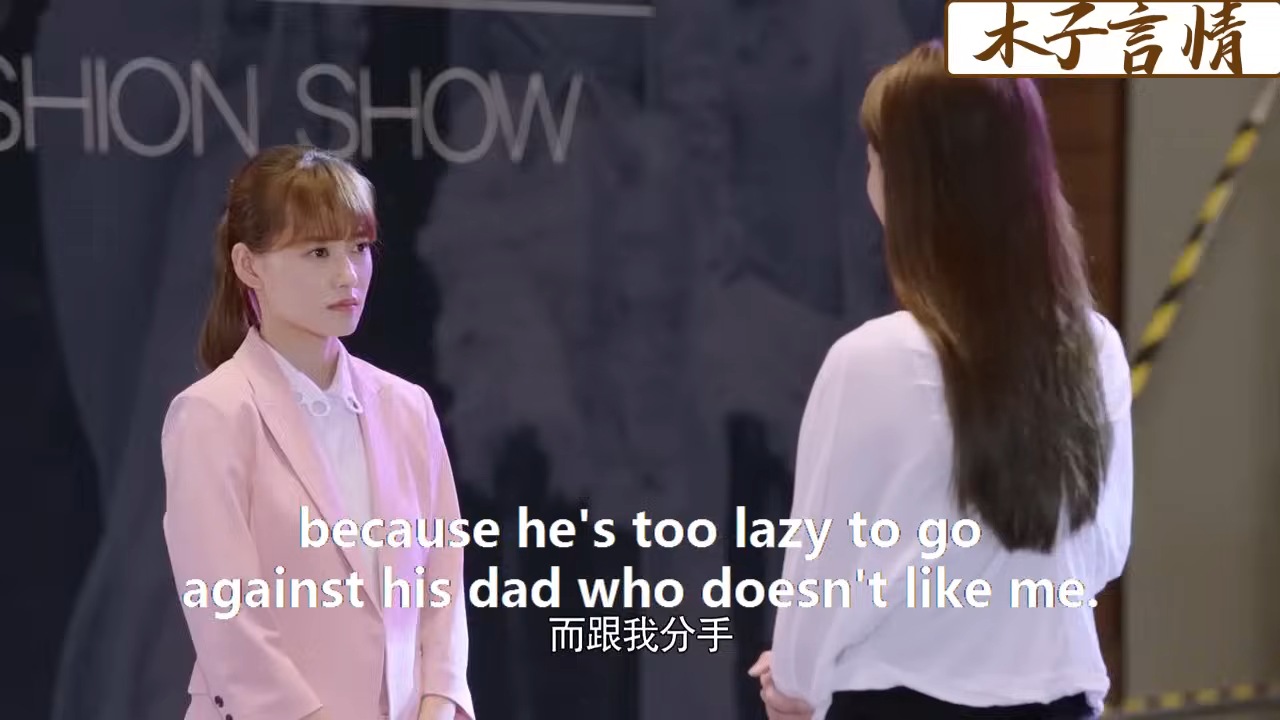 木子言情
SHION SHOW
because he's too lazy to go
against his dad who doesn't like me.
而跟我分手